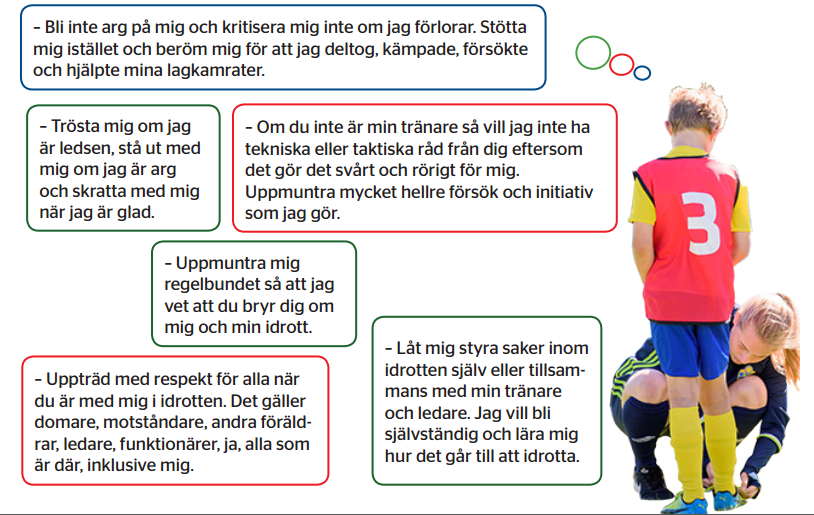 – Bli inte arg på mig och kritisera mig inte om jag förlorar. Stötta
mig istället och beröm mig för att jag deltog, kämpade, försökte
och hjälpte mina lagkamrater.
– Trösta mig om jag
är ledsen, stå ut med
mig om jag är arg
och skratta med mig
när jag är glad.
– Om du inte är min tränare så vill jag inte ha
tekniska eller taktiska råd från dig eftersom
det gör det svårt och rörigt för mig.
Uppmuntra mycket hellre försök och initiativ
som jag gör.
3
– Uppmuntra mig
regelbundet så att jag
vet att du bryr dig om
mig och min idrott.
– Låt mig styra saker inom
idrotten själv eller tillsam-
mans med min tränare
och ledare. Jag vill bli
självständig och lära mig
hur det går till att idrotta.
– Uppträd med respekt för alla när
du är med mig i idrotten. Det gäller
domare, motståndare, andra föräld-
rar, ledare, funktionärer, ja, alla som
är där, inklusive mig.